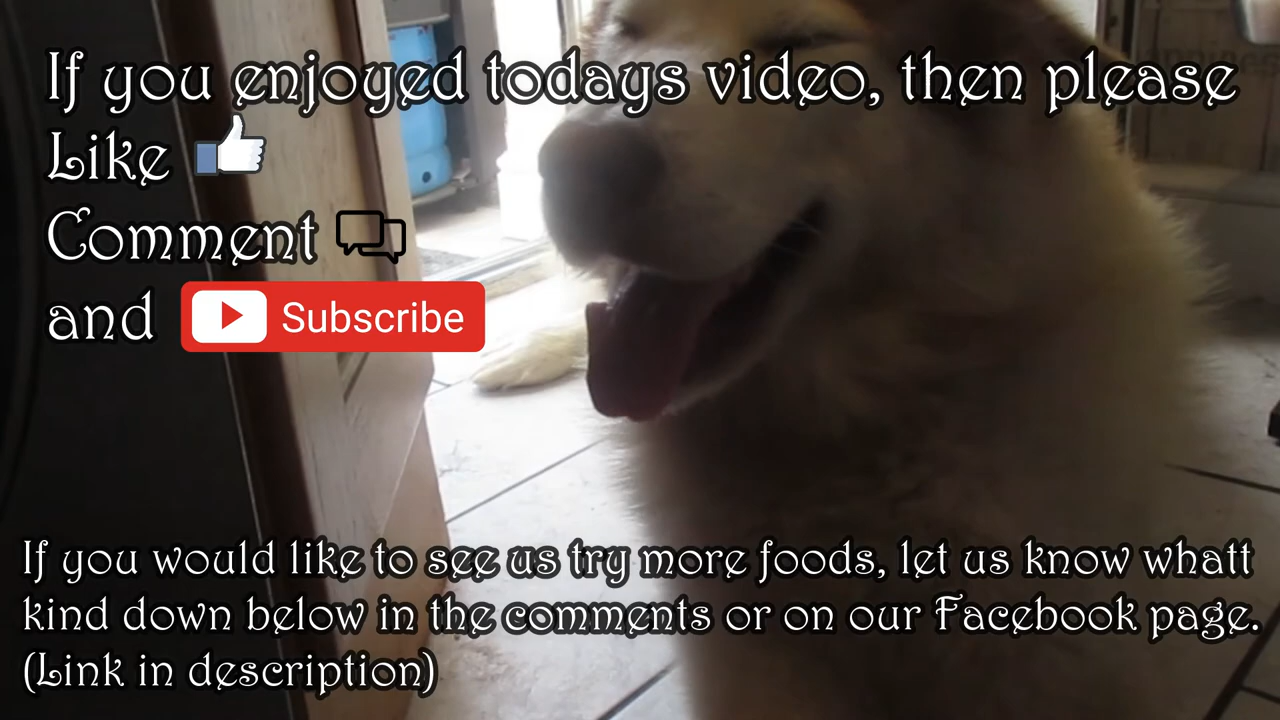 If you enjoyed todays video, then please
Like
Comment
and Subscribe
If you would like to see us try more foods, let us know whatt
kind down below in the comments or on our Facebook page.
(Link in description)